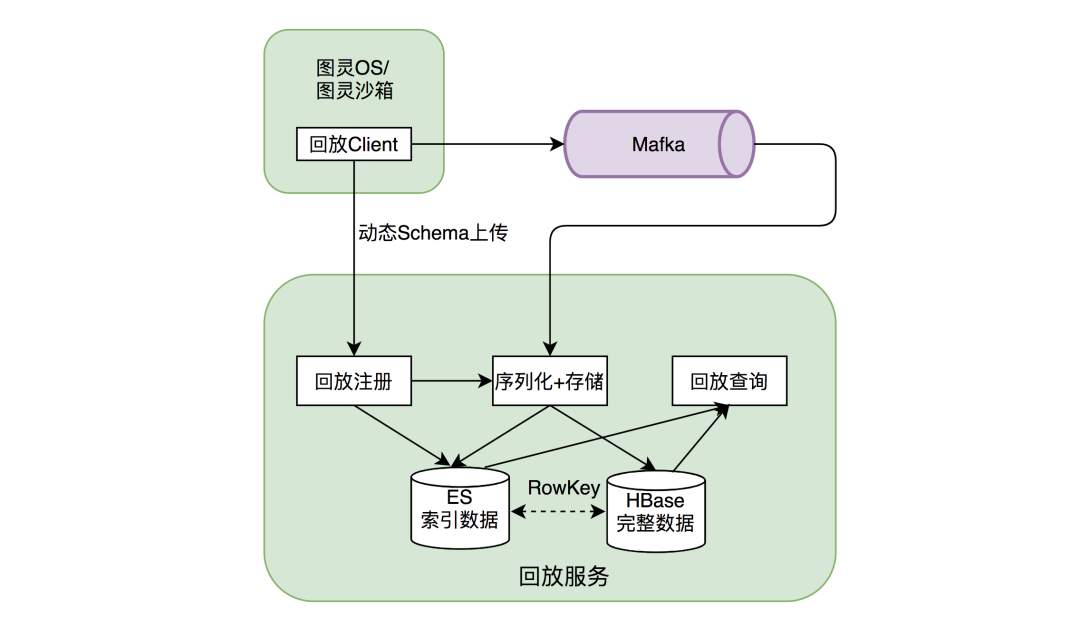 图灵OS/
图灵沙箱
回放Client
Mafka
动态Schema上传
回放注册
序列化+存储
回放查询
ES
索引数据
RowKey
HBase
完整数据
回放服务